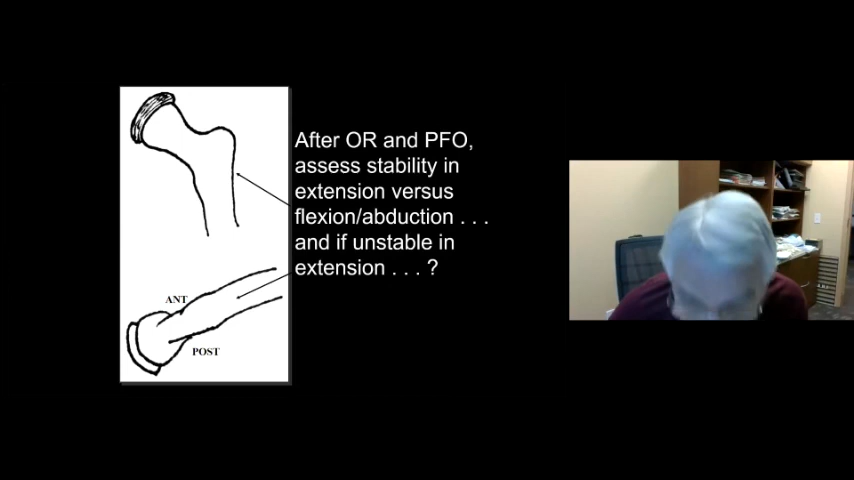 After OR and PFO,
assess stability in
extension versus
flexion/abduction . . .
and if unstable in
extension . . . ?
ANT
POST